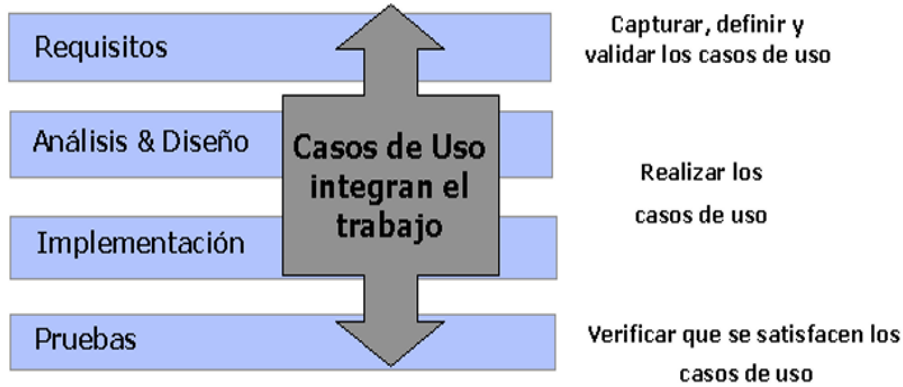 Requisitos
Capturar, definir y
validar los casos de uso
Análisis & Diseño
Casos de Uso
integran el
trabajo
Realizar los
casos de uso
Implementación
Pruebas
Verificar que se satisfacen los
casos de uso